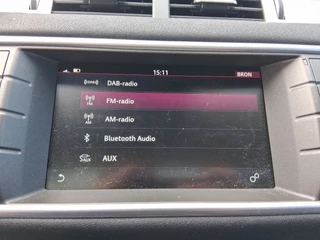 15:11
BRON
DAB-radio
FM-radio
AM-radio
Bluetooth Audio
AUX